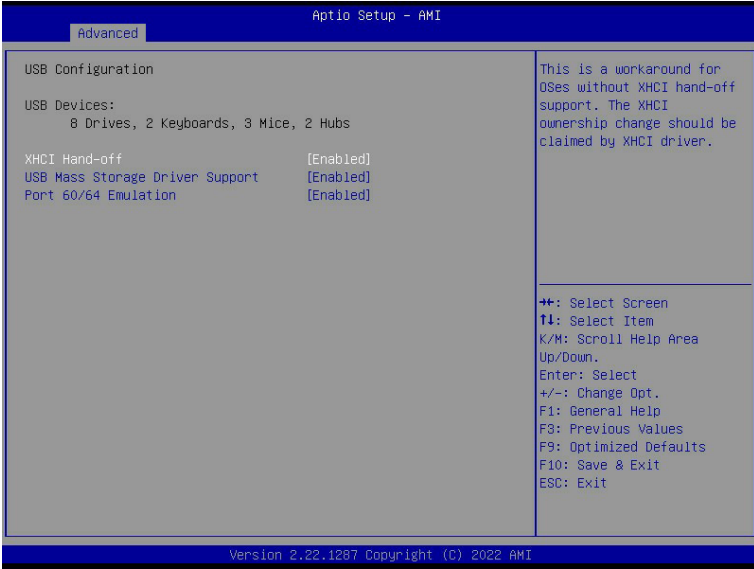 Aptio Setup – AMI
Advanced
USB Configuration
USB Devices:
8 Drives, 2 Keyboards, 3 Mice, 2 Hubs
XHCI Hand-off [Enabled]
USB Mass Storage Driver Support [Enabled]
Port 60/64 Emulation [Enabled]
This is a workaround for
OSes without XHCI hand-off
support. The XHCI
ownership change should be
claimed by XHCI driver.
→←: Select Screen
↑↓: Select Item
K/M: Scroll Help Area
Up/Down.
Enter: Select
+/-: Change Opt.
F1: General Help
F3: Previous Values
F9: Optimized Defaults
F10: Save & Exit
ESC: Exit
Version 2.22.1287 Copyright (C) 2022 AMI